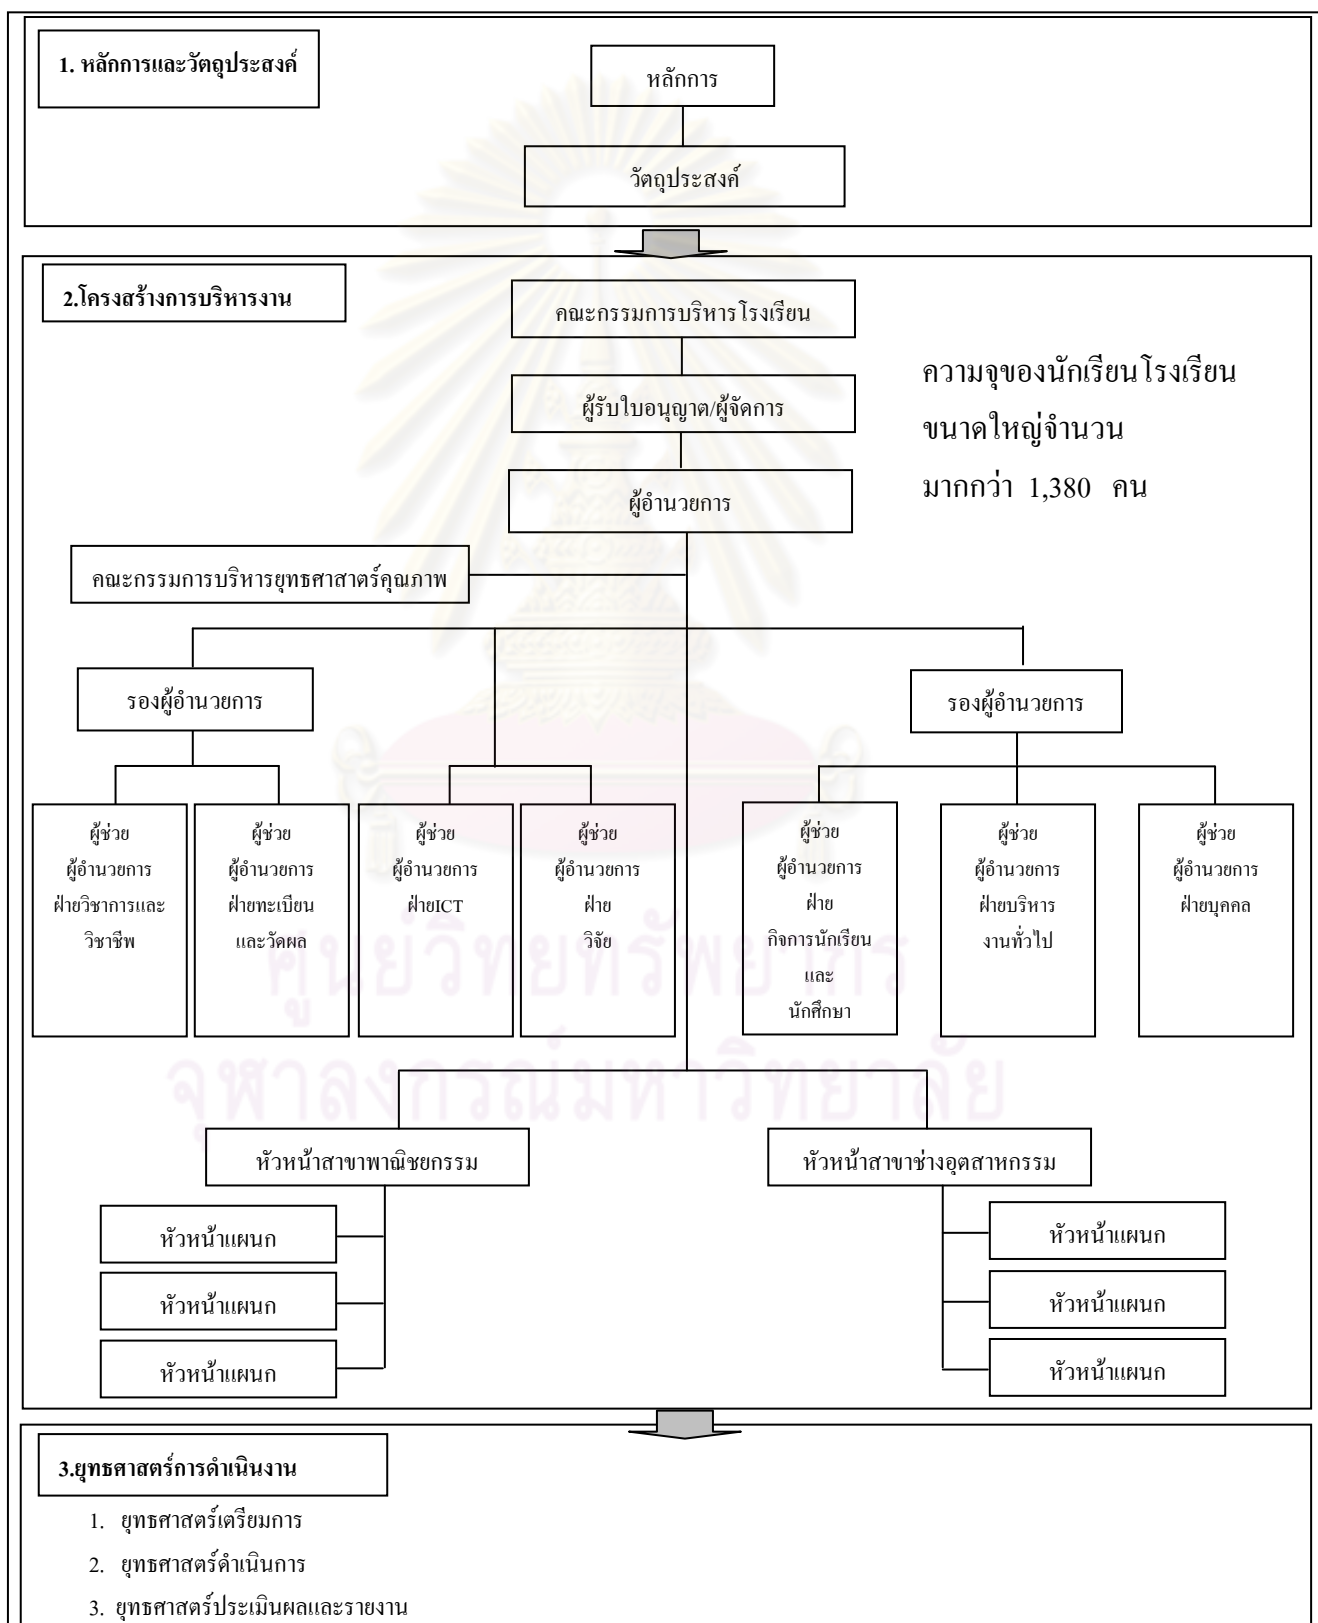 1. หลักการและวัตถุประสงค์
หลักการ
วัตถุประสงค์
2.โครงสร้างการบริหารงาน
คณะกรรมการบริหารโรงเรียน
ความจุของนักเรียนโรงเรียน
ขนาดใหญ่จำนวน
มากกว่า 1,380 คน
ผู้รับใบอนุญาต/ผู้จัดการ
ผู้อำนวยการ
คณะกรรมการบริหารยุทธศาสาตร์คุณภาพ
รองผู้อำนวยการ
รองผู้อำนวยการ
ผู้ช่วย
ผู้อำนวยการ
ฝ่ายวิชาการและ
วิชาชีพ
ผู้ช่วย
ผู้อำนวยการ
ฝ่ายทะเบียน
และวัดผล
ผู้ช่วย
ผู้อำนวยการ
ฝ่ายICT
ผู้ช่วย
ผู้อำนวยการ
ฝ่าย
วิจัย
ผู้ช่วย
ผู้อำนวยการ
ฝ่าย
กิจการนักเรียน
และ
นักศึกษา
ผู้ช่วย
ผู้อำนวยการ
ฝ่ายบริหาร
งานทั่วไป
ผู้ช่วย
ผู้อำนวยการ
ฝ่ายบุคคล
ศูนย์วิทยทรัพยากร
จุฬาลงกรณ์มหาวิทยาลัย
หัวหน้าสาขาพาณิชยกรรม
หัวหน้าสาขาช่างอุตสาหกรรม
หัวหน้าแผนก
หัวหน้าแผนก
หัวหน้าแผนก
หัวหน้าแผนก
หัวหน้าแผนก
หัวหน้าแผนก
3.ยุทธศาสตร์การดำเนินงาน
1. ยุทธศาสตร์เตรียมการ
2. ยุทธศาสตร์ดำเนินการ
3. ยุทธศาสตร์ประเมินผลและรายงาน